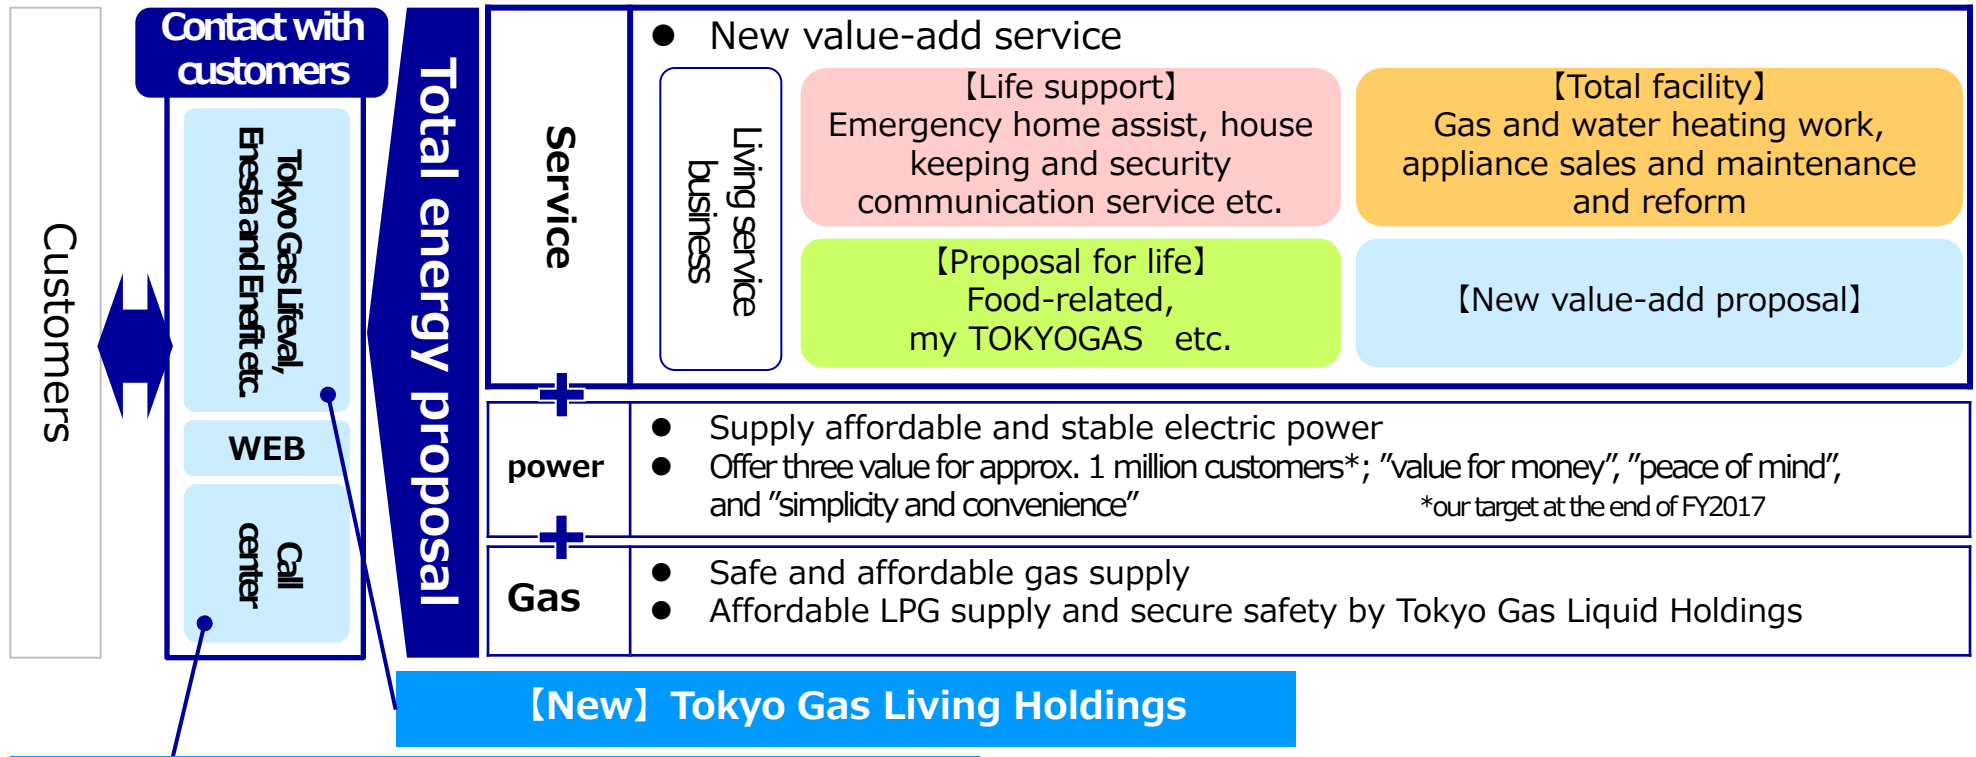 Customers
Contact with
customers
Tokyo Gas Lifeval,
Enesta and Enefit etc.
WEB
Call
center
Total energy proposal
Service
● New value-add service
Living service
business
【Life support】
Emergency home assist, house
keeping and security
communication service etc.
【Total facility】
Gas and water heating work,
appliance sales and maintenance
and reform
【Proposal for life】
Food-related,
my TOKYOGAS etc.
【New value-add proposal】
+
power
● Supply affordable and stable electric power
● Offer three value for approx. 1 million customers*; "value for money", "peace of mind",
and "simplicity and convenience"
*our target at the end of FY2017
+
Gas
● Safe and affordable gas supply
● Affordable LPG supply and secure safety by Tokyo Gas Liquid Holdings
【New】Tokyo Gas Living Holdings